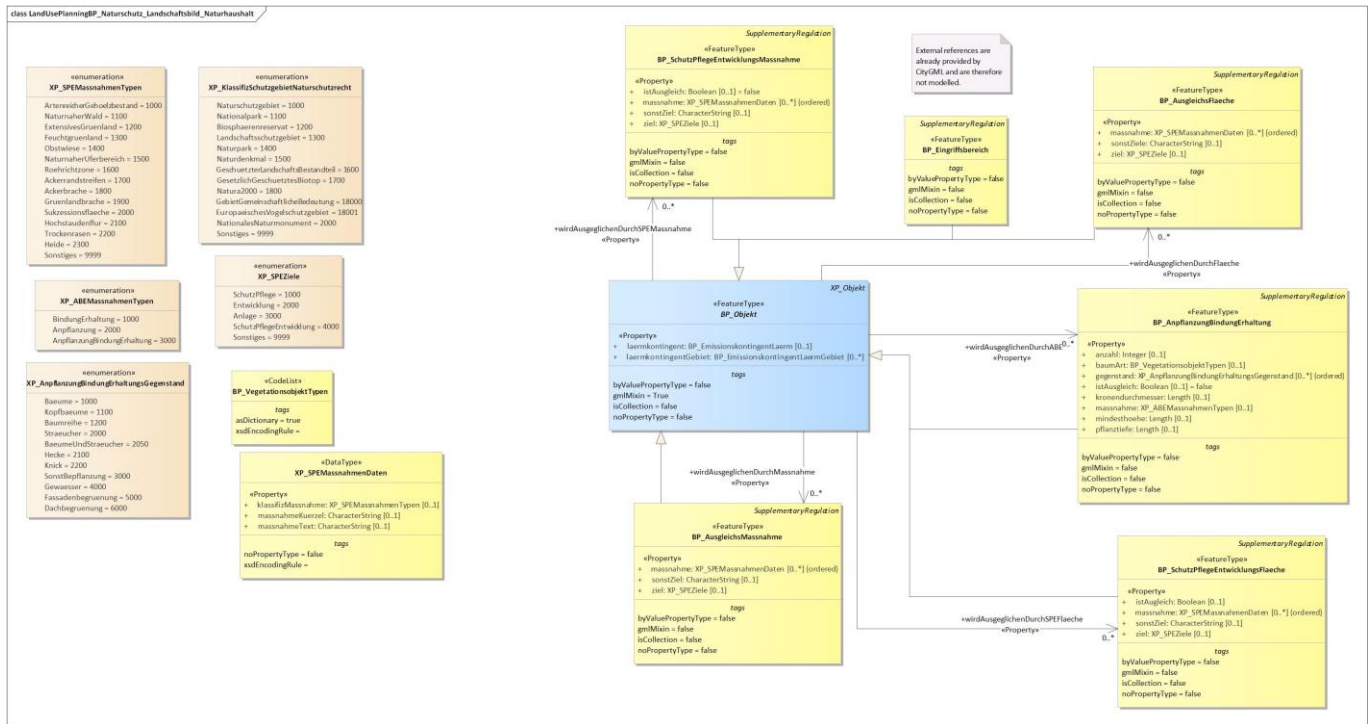 class LandUsePlanningBP_Naturschutz_Landschaftsbild_Naturhaushalt
«enumeration»
XP_SPEMassnahmenTypen
ArtenreicherGehoelzbestand = 1000
NaturnaherWald = 1100
ExtensivesGruenland = 1200
Feuchtgruenland = 1300
Obstwiese = 1400
NaturnaherUferbereich = 1500
Roehrichtzone = 1600
Ackerrandstreifen = 1700
Ackerbrache = 1800
Gruenlandbrache = 1900
Sukzessionsflaeche = 2000
Hochstaudenflur = 2100
Trockenrasen = 2200
Heide = 2300
Sonstiges = 9999
«enumeration»
XP_KlassifizSchutzgebietNaturschutzrecht
Naturschutzgebiet = 1000
Nationalpark = 1100
Biosphaerenreservat = 1200
Landschaftsschutzgebiet = 1300
Naturpark = 1400
Naturdenkmal = 1500
GeschuetzterLandschaftsBestandteil = 1600
GesetzlichGeschuetztesBiotop = 1700
Natura2000 = 1800
GebietGemeinschaftlicheBedeutung = 18000
EuropaeischesVogelschutzgebiet = 18001
NationalesNaturmonument = 2000
Sonstiges = 9999
«enumeration»
XP_ABEMassnahmenTypen
BindungErhaltung = 1000
Anpflanzung = 2000
AnpflanzungBindungErhaltung = 3000
«enumeration»
XP_SPEZiele
SchutzPflege = 1000
Entwicklung = 2000
Anlage = 3000
SchutzPflegeEntwicklung = 4000
Sonstiges = 9999
«enumeration»
XP_AnpflanzungBindungErhaltungsGegenstand
Baeume = 1000
Kopfbaeume = 1100
Baumreihe = 1200
Straeucher = 2000
BaeumeUndStraeucher = 2050
Hecke = 2100
Knick = 2200
SonstBepflanzung = 3000
Gewaesser = 4000
Fassadenbegruenung = 5000
Dachbegruenung = 6000
«CodeList»
BP_VegetationsobjektTypen
tags
asDictionary = true
xsdEncodingRule =
«DataType»
XP_SPEMassnahmenDaten
«Property»
+ klassifizMassnahme: XP_SPEMassnahmenTypen [0..1]
+ massnahmeKuerzel: CharacterString [0..1]
+ massnahmeText: CharacterString [0..1]
tags
noPropertyType = false
xsdEncodingRule =
SupplementaryRegulation
«FeatureType»
BP_SchutzPflegeEntwicklungsMassnahme
«Property»
+ istAusgleich: Boolean [0..1] = false
+ massnahme: XP_SPEMassnahmenDaten [0..*] {ordered}
+ sonstZiel: CharacterString [0..1]
+ ziel: XP_SPEZiele [0..1]
tags
byValuePropertyType = false
gmlMixin = false
isCollection = false
noPropertyType = false
External references are
already provided by
CityGML and are therefore
not modelled.
SupplementaryRegulation
«FeatureType»
BP_Eingriffsbereich
tags
byValuePropertyType = false
gmlMixin = false
isCollection = false
noPropertyType = false
SupplementaryRegulation
«FeatureType»
BP_AusgleichsFlaeche
«Property»
+ massnahme: XP_SPEMassnahmenDaten [0..*] {ordered}
+ sonstZiele: CharacterString [0..1]
+ ziel: XP_SPEZiele [0..1]
tags
byValuePropertyType = false
gmlMixin = false
isCollection = false
noPropertyType = false
0..*
+wirdAusgeglichenDurchSPEMassnahme
«Property»
0..*
+wirdAusgeglichenDurchFlaeche
«Property»
XP_Objekt
«FeatureType»
BP_Objekt
«Property»
+ laermkontingent: BP_EmissionskontingentLaerm [0..1]
+ laermkontingentGebiet: BP_EmissionskontingentLaermGebiet [0..*]
tags
byValuePropertyType = false
gmlMixin = True
isCollection = false
noPropertyType = false
+wirdAusgeglichenDurchABE
0..*
«Property»
SupplementaryRegulation
«FeatureType»
BP_AnpflanzungBindungErhaltung
«Property»
+ anzahl: Integer [0..1]
+ baumArt: BP_VegetationsobjektTypen [0..1]
+ gegenstand: XP_AnpflanzungBindungErhaltungsGegenstand [0..*] {ordered}
+ istAusgleich: Boolean [0..1] = false
+ kronendurchmesser: Length [0..1]
+ massnahme: XP_ABEMassnahmenTypen [0..1]
+ mindesthoehe: Length [0..1]
+ pflanztiefe: Length [0..1]
tags
byValuePropertyType = false
gmlMixin = false
isCollection = false
noPropertyType = false
+wirdAusgeglichenDurchMassnahme
«Property»
0..*
SupplementaryRegulation
«FeatureType»
BP_AusgleichsMassnahme
«Property»
+ massnahme: XP_SPEMassnahmenDaten [0..*] {ordered}
+ sonstZiel: CharacterString [0..1]
+ ziel: XP_SPEZiele [0..1]
tags
byValuePropertyType = false
gmlMixin = false
isCollection = false
noPropertyType = false
+wirdAusgeglichenDurchSPEFlaeche
«Property»
0..*
SupplementaryRegulation
«FeatureType»
BP_SchutzPflegeEntwicklungsFlaeche
«Property»
+ istAugleich: Boolean [0..1]
+ massnahme: XP_SPEMassnahmenDaten [0..*] {ordered}
+ sonstZiel: CharacterString [0..1]
+ ziel: XP_SPEZiele [0..1]
tags
byValuePropertyType = false
gmlMixin = false
isCollection = false
noPropertyType = false